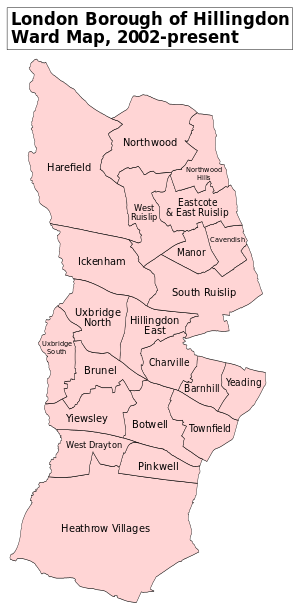 London Borough of Hillingdon
Ward Map, 2002-present
Northwood
Harefield
Northwood
Hills
West
Ruislip
Eastcote
& East Ruislip
Cavendish
Manor
Ickenham
South Ruislip
Uxbridge
North
Hillingdon
East
Uxbridge
South
Charville
Brunel
Barnhill
Yeading
Yiewsley
Botwell
Townfield
West Drayton
Pinkwell
Heathrow Villages